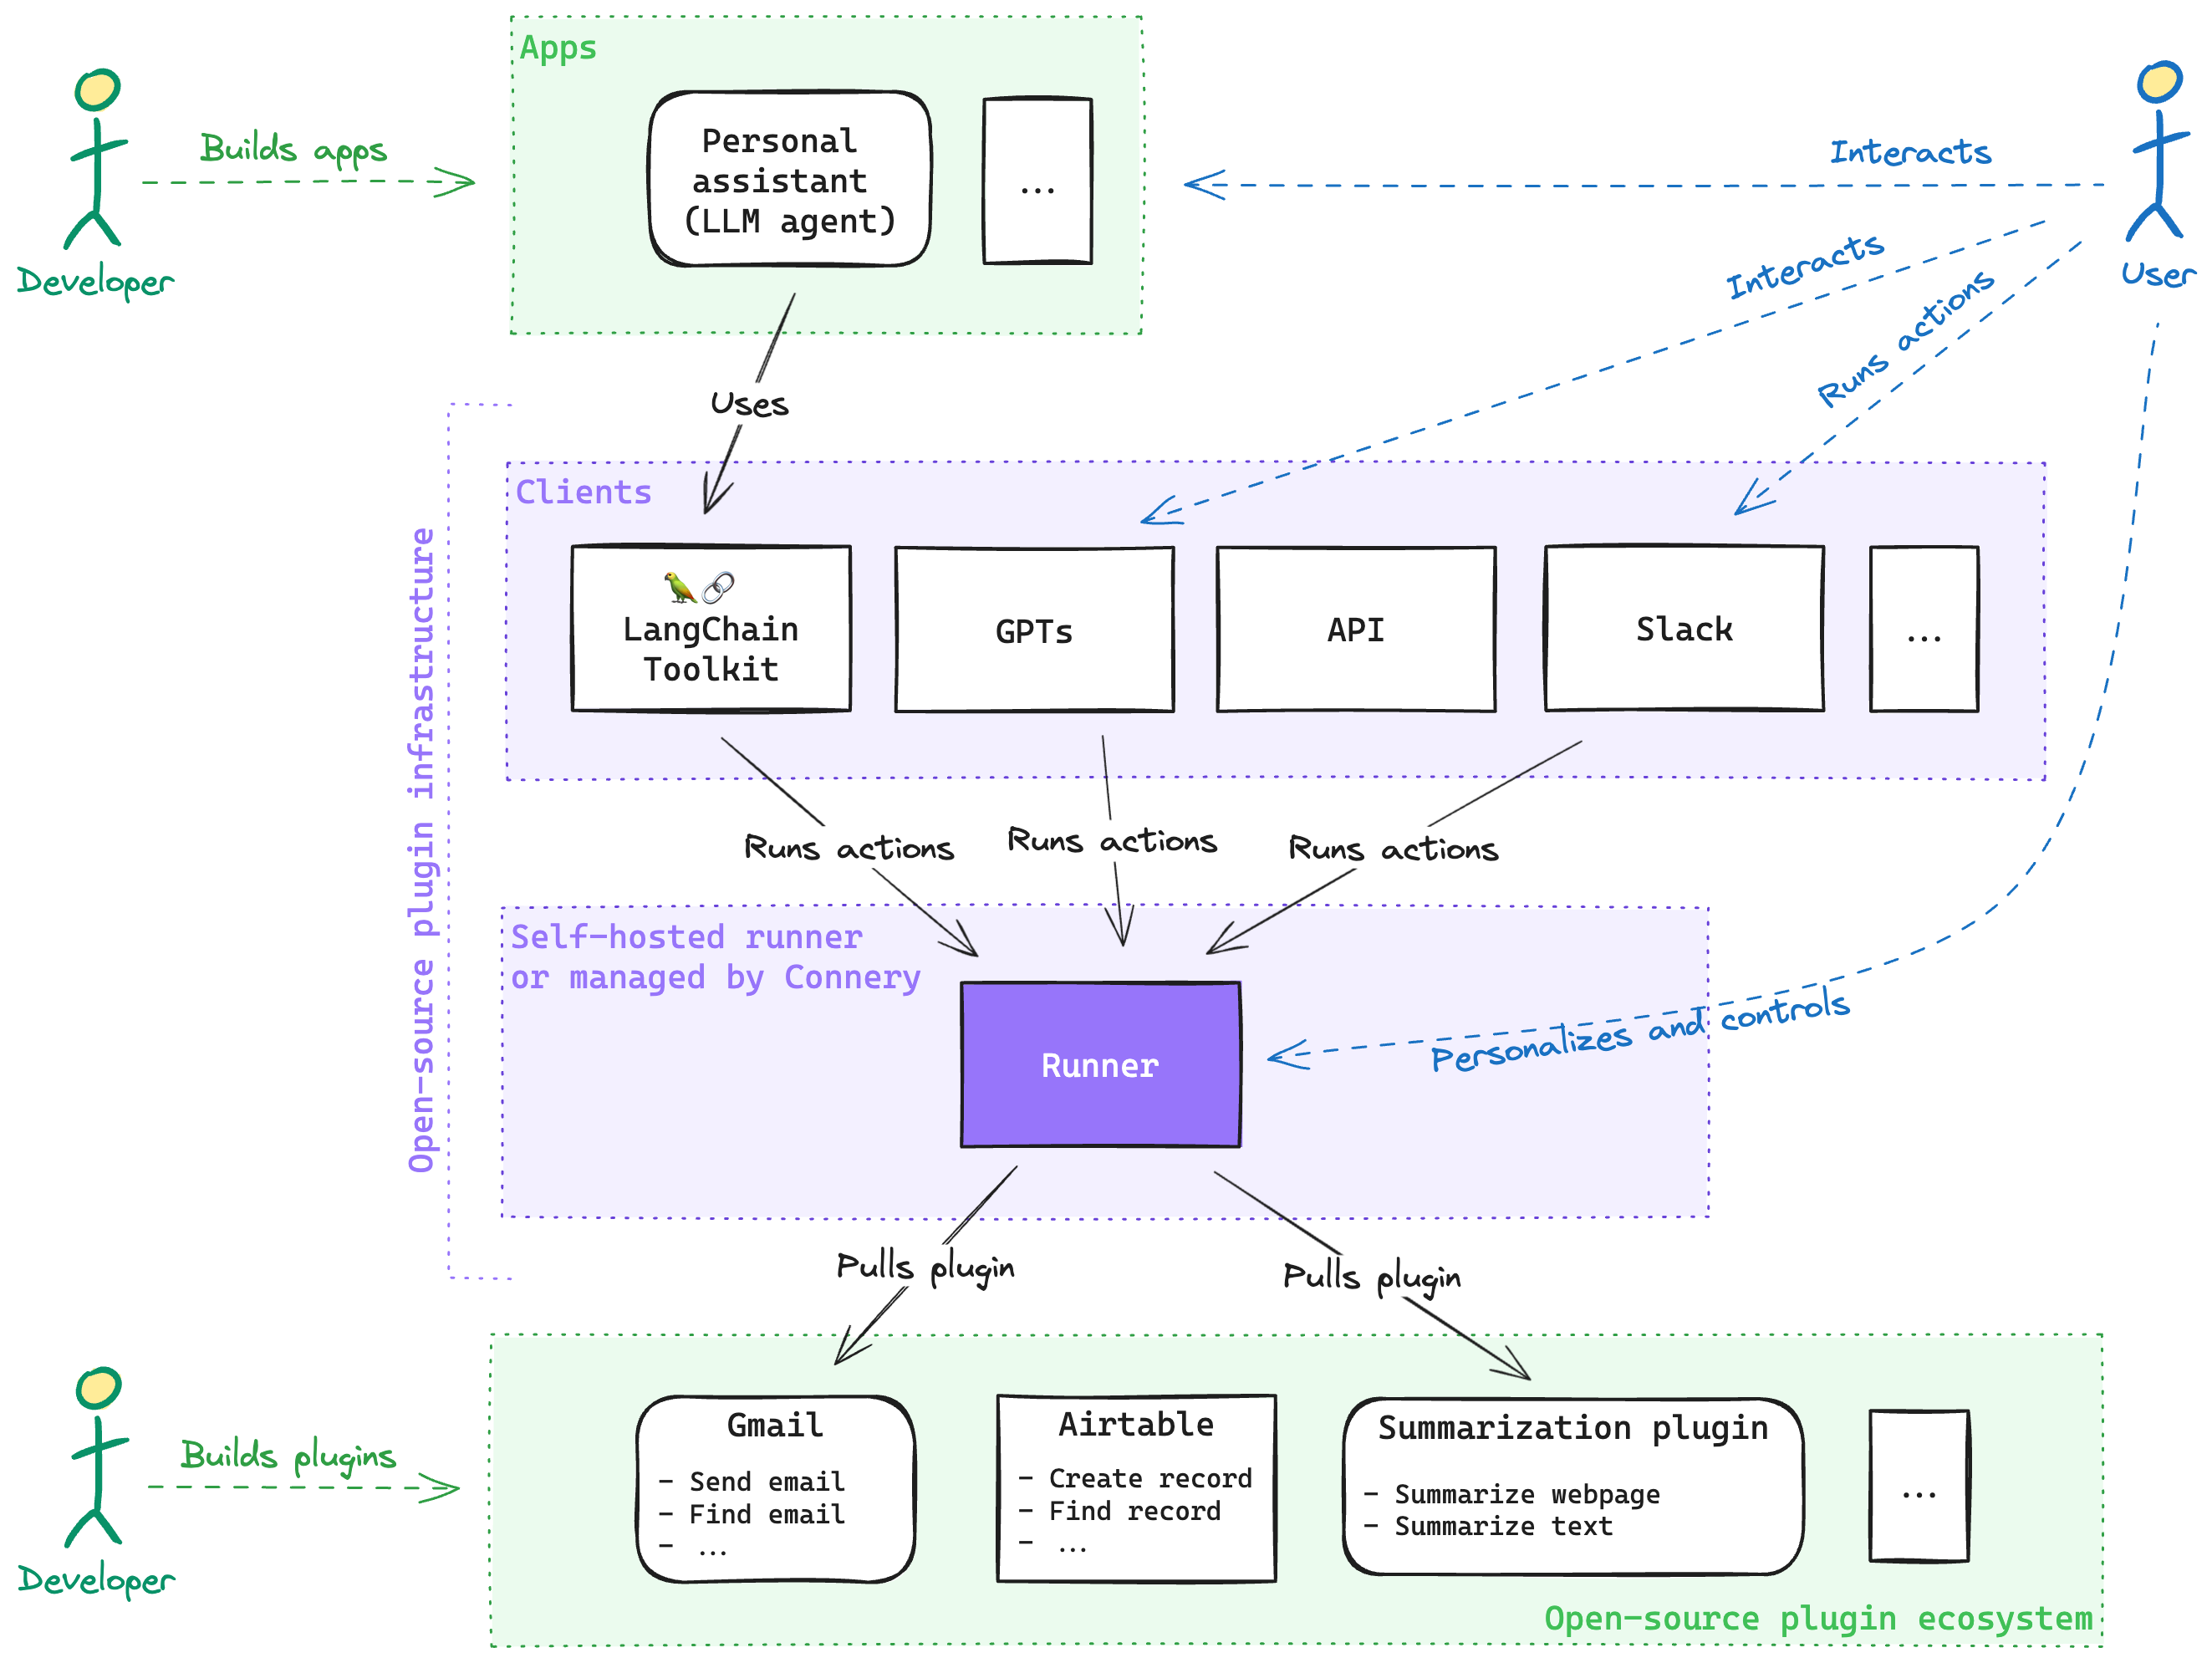 Apps
Personal
assistant
(LLM agent)
...
Builds apps
Developer
Interacts
Interacts
Runs actions
User
Uses
Open-source plugin infrastructure
Clients
LangChain
Toolkit
GPTs
API
Slack
...
Runs actions
Runs actions
Runs actions
Self-hosted runner
or managed by Connery
Runner
Personalizes and controls
Pulls plugin
Pulls plugin
Builds plugins
Developer
Gmail
- Send email
- Find email
- ...
Airtable
- Create record
- Find record
- ...
Summarization plugin
- Summarize webpage
- Summarize text
...
Open-source plugin ecosystem